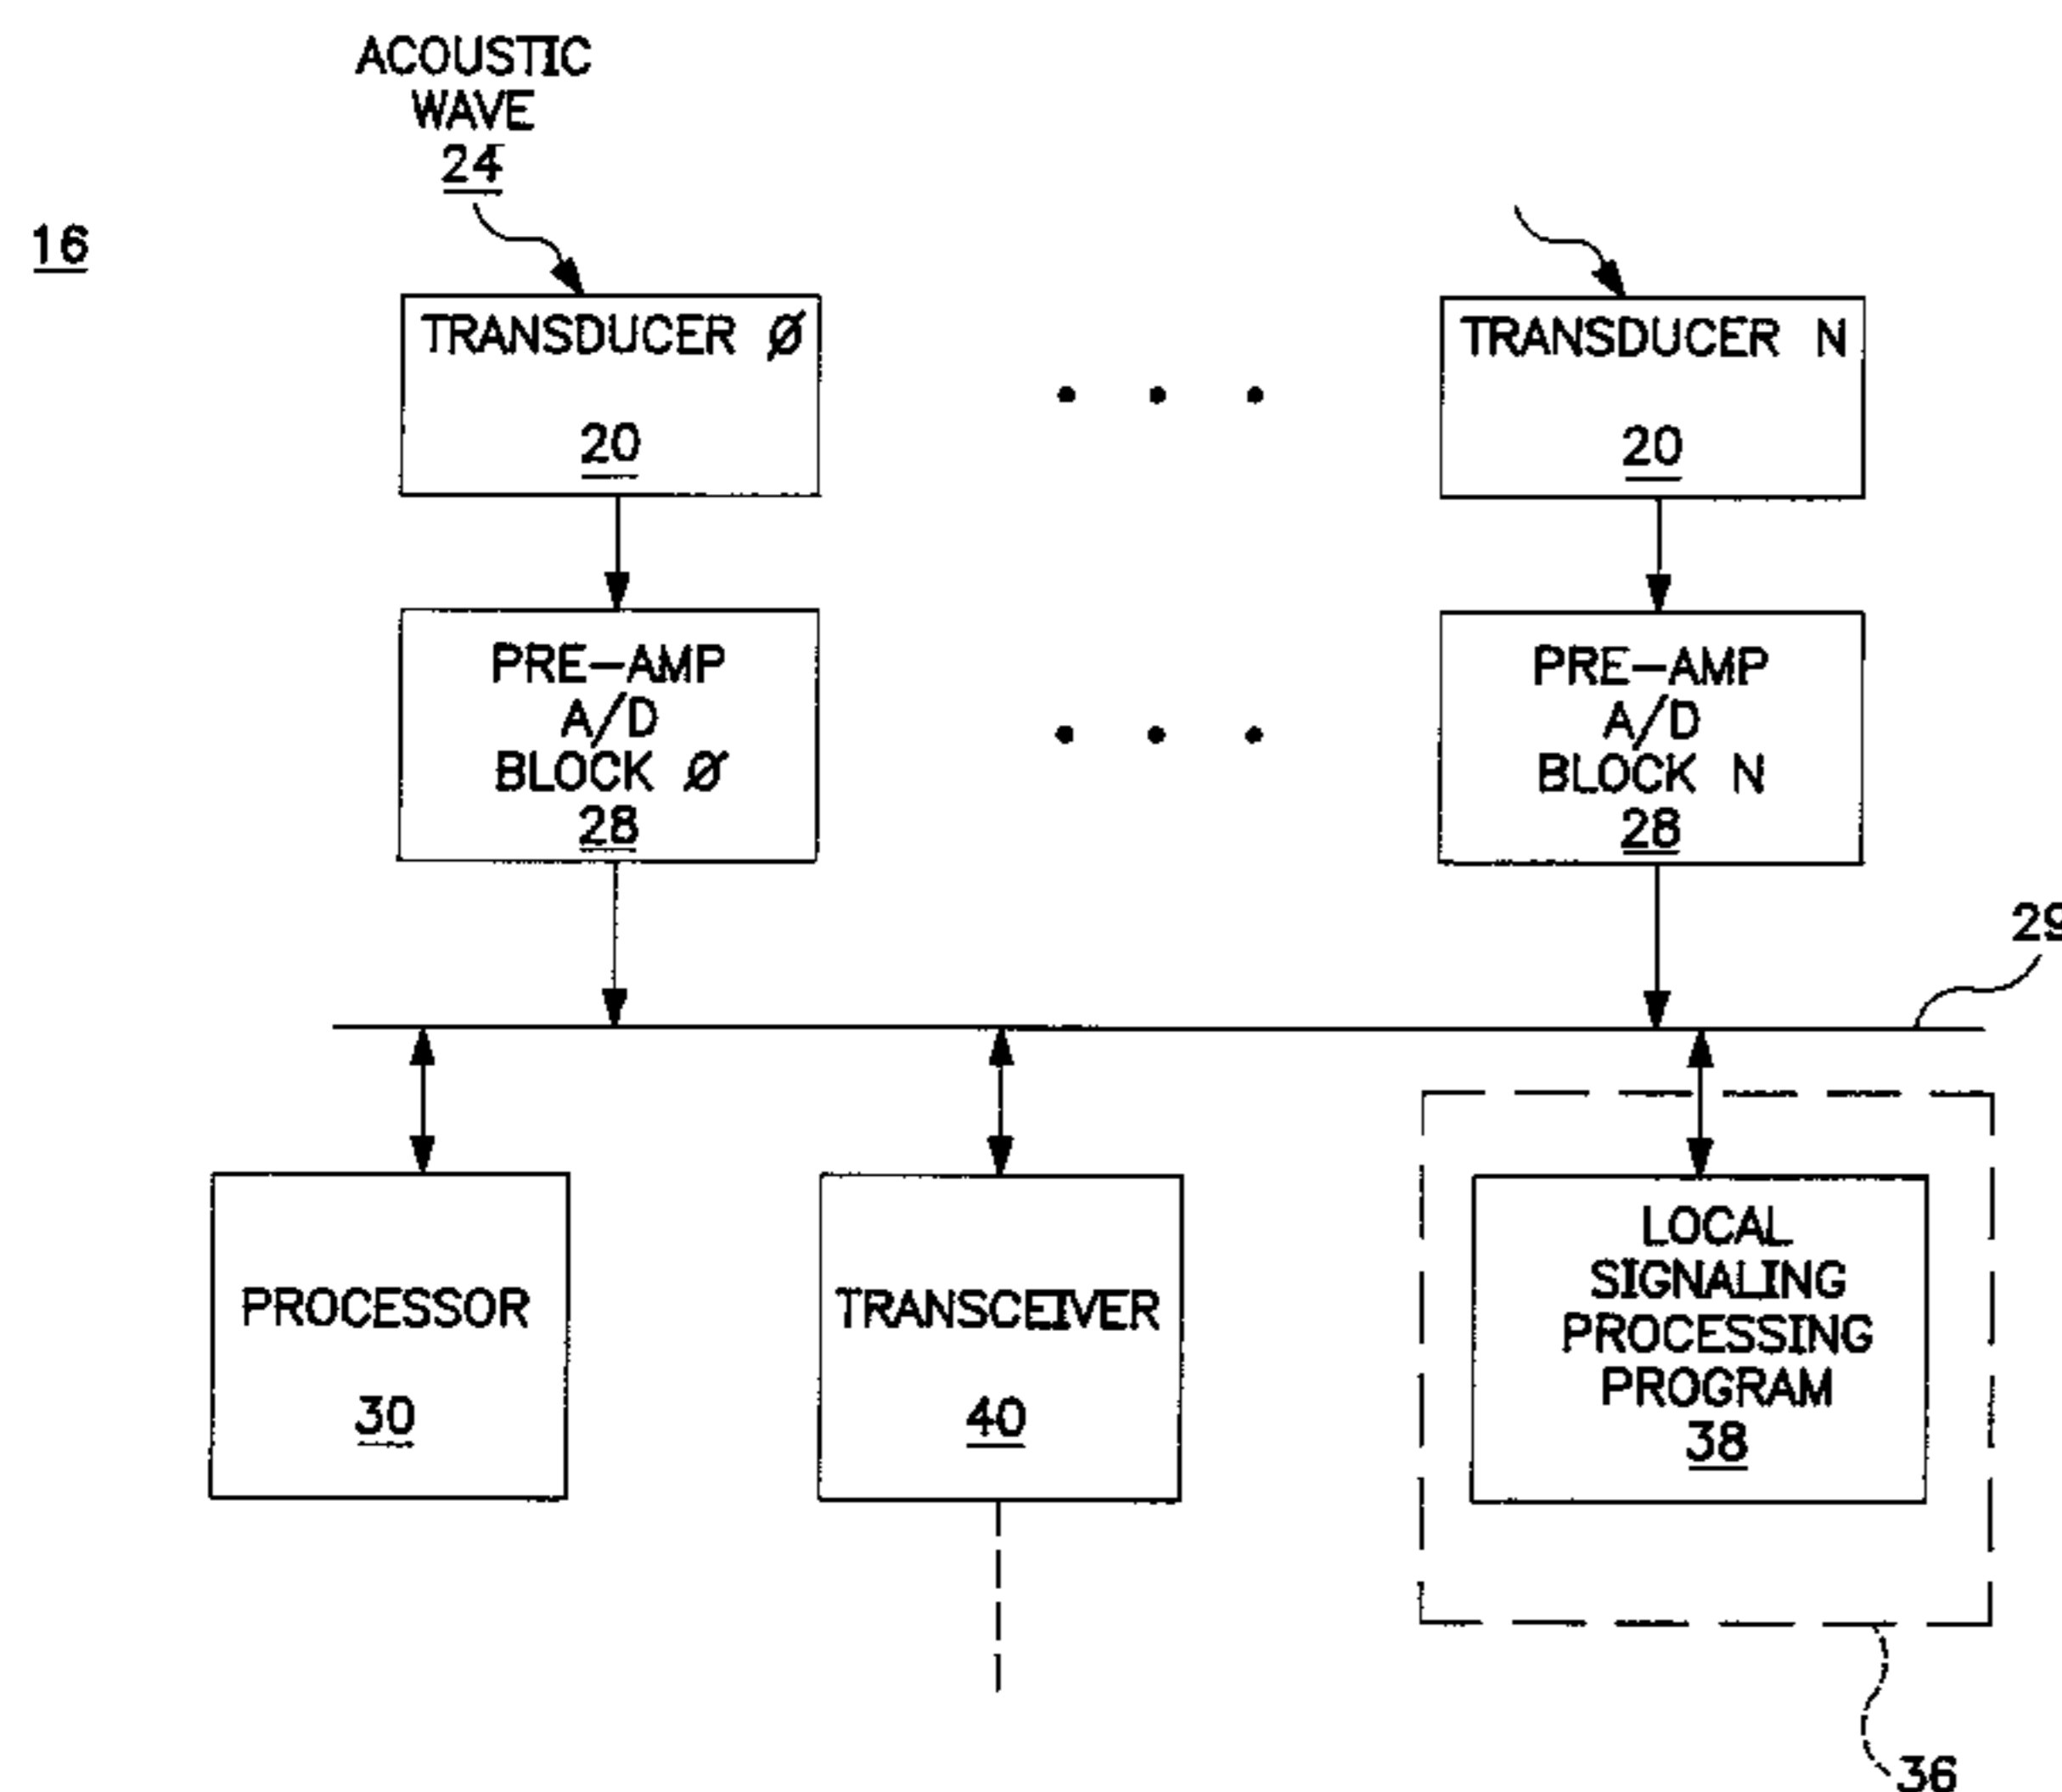 ACOUSTIC
WAVE
24
16
TRANSDUCER Ø
20
TRANSDUCER N
20
PRE-AMP
A/D
BLOCK Ø
28
PRE-AMP
A/D
BLOCK N
28
29
PROCESSOR
30
TRANSCEIVER
40
LOCAL
SIGNALING
PROCESSING
PROGRAM
38
36